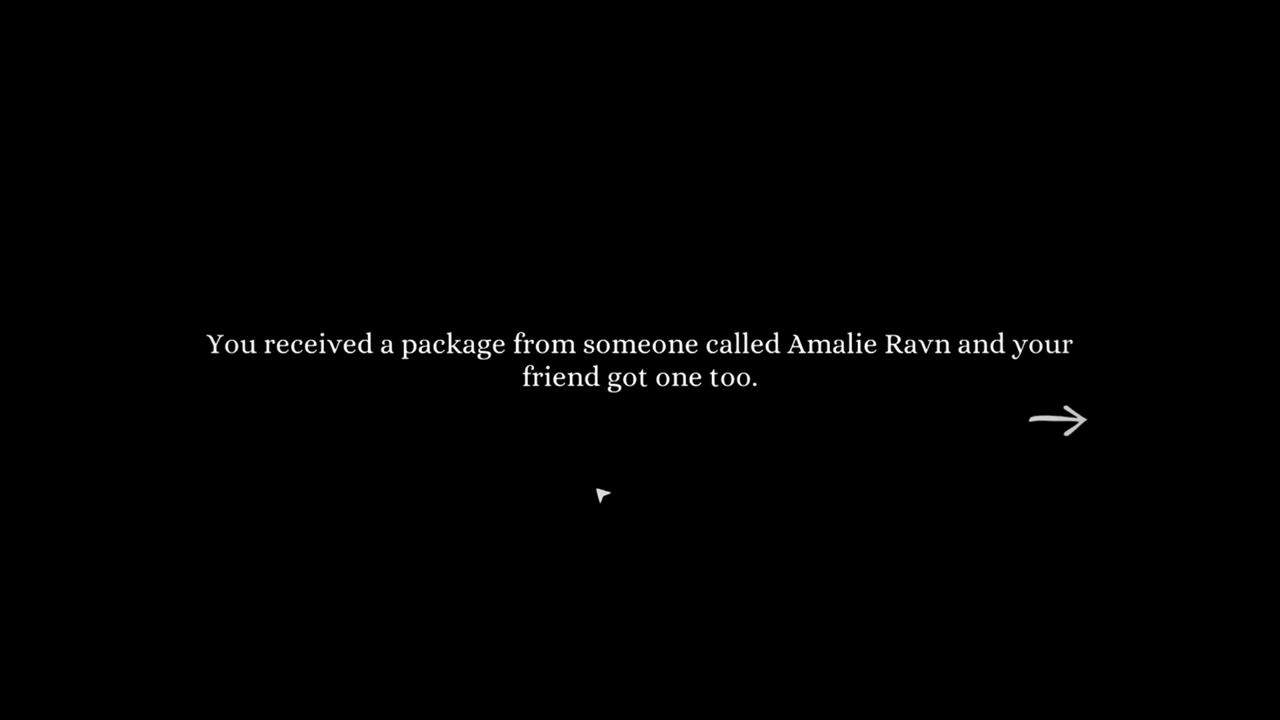 You received a package from someone called Amalie Ravn and your
friend got one too.